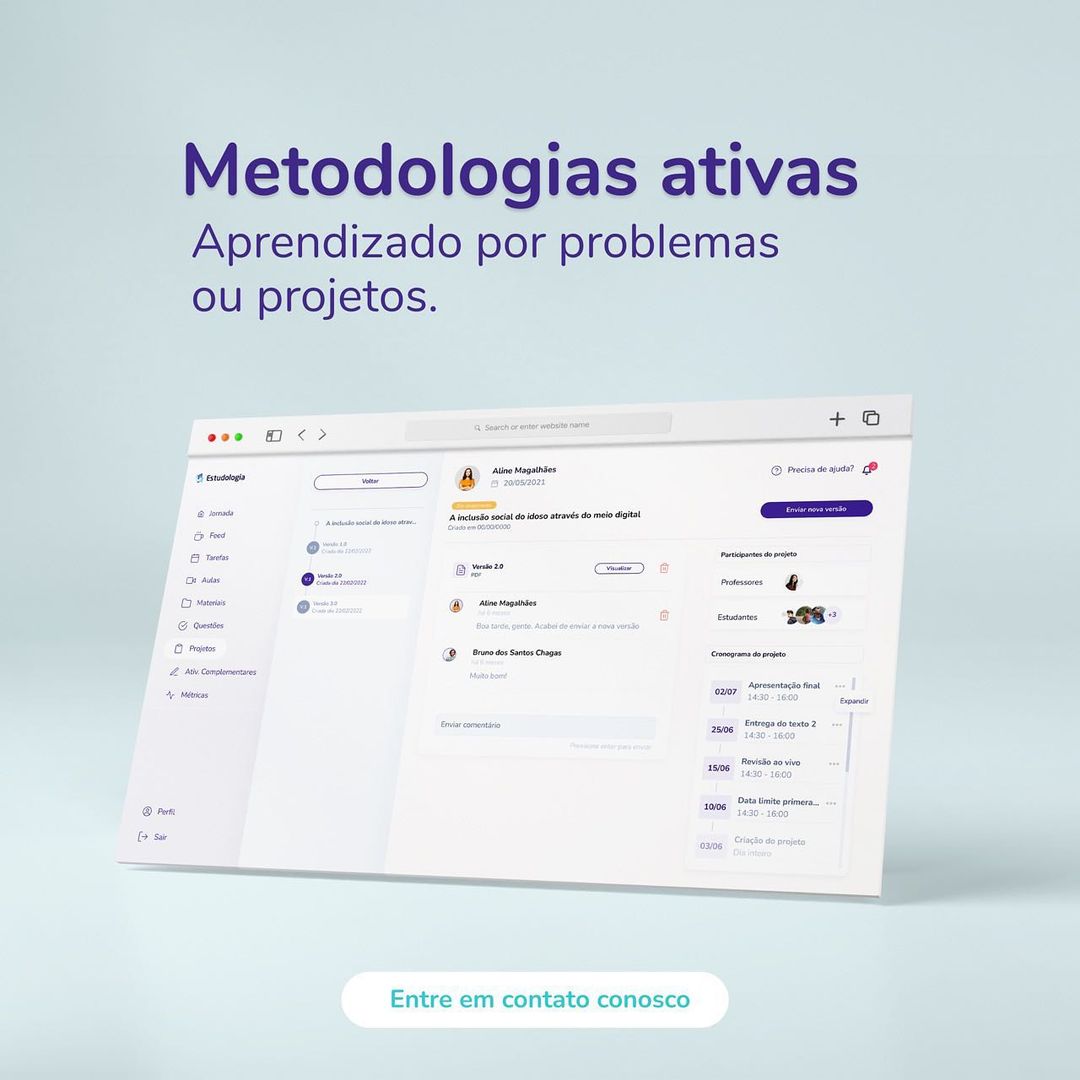 Metodologias ativas
Aprendizado por problemas
ou projetos.
Search or enter website name
Estudologia
Jornada
Feed
Tarefas
Aulas
Materiais
Questões
Projetos
Ativ. Complementares
Métricas
Perfil
Sair
Voltar
A inclusão social do idoso atrav...
V.1
Versão 1.0
Criada dia 22/02/2022
Versão 2.0
Criada dia 22/02/2022
Versão 3.0
Criada dia 22/02/2022
Aline Magalhães
20/05/2021
Precisa de ajuda?
2
A inclusão social do idoso através do meio digital
Criado em 00/00/0000
Enviar nova versão
Versão 2.0
PDF
Visualizar
Aline Magalhães
há 6 meses
Boa tarde, gente. Acabei de enviar a nova versão
Bruno dos Santos Chagas
há 6 meses
Muito bom!
Enviar comentário
Pressione enter para enviar
Participantes do projeto
Professores
Estudantes
+3
Cronograma do projeto
02/07
Apresentação final
14:30 - 16:00
Expandir
25/06
Entrega do texto 2
14:30 - 16:00
15/06
Revisão ao vivo
14:30 - 16:00
10/06
Data limite primera...
14:30 - 16:00
03/06
Criação do projeto
Dia inteiro
Entre em contato conosco